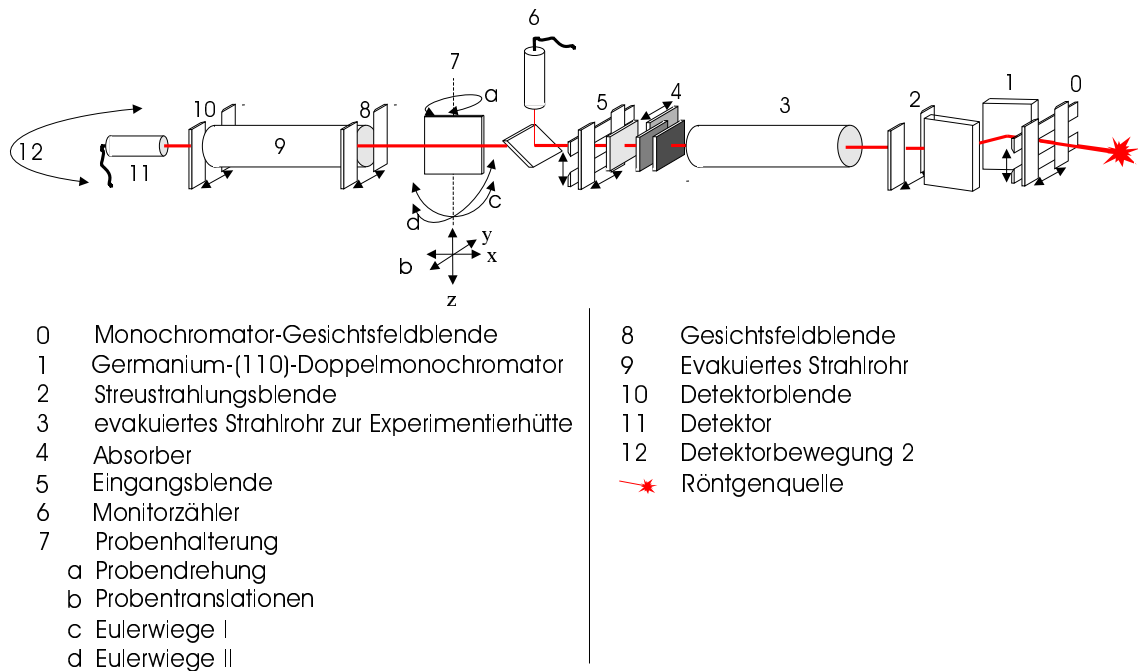 6
7
a
1
0
10
8
5
4
3
2
12
11
9
c
d
y
x
b
z
0 Monochromator-Gesichtsfeldblende
1 Germanium-(110)-Doppelmonochromator
2 Streustrahlungsblende
3 evakuiertes Strahlrohr zur Experimentierhütte
4 Absorber
5 Eingangsblende
6 Monitorzähler
7 Probenhalterung
a Probendrehung
b Probentranslationen
c Eulerwiege I
d Eulerwiege II
8 Gesichtsfeldblende
9 Evakuiertes Strahlrohr
10 Detektorblende
11 Detektor
12 Detektorbewegung 2
Röntgenquelle